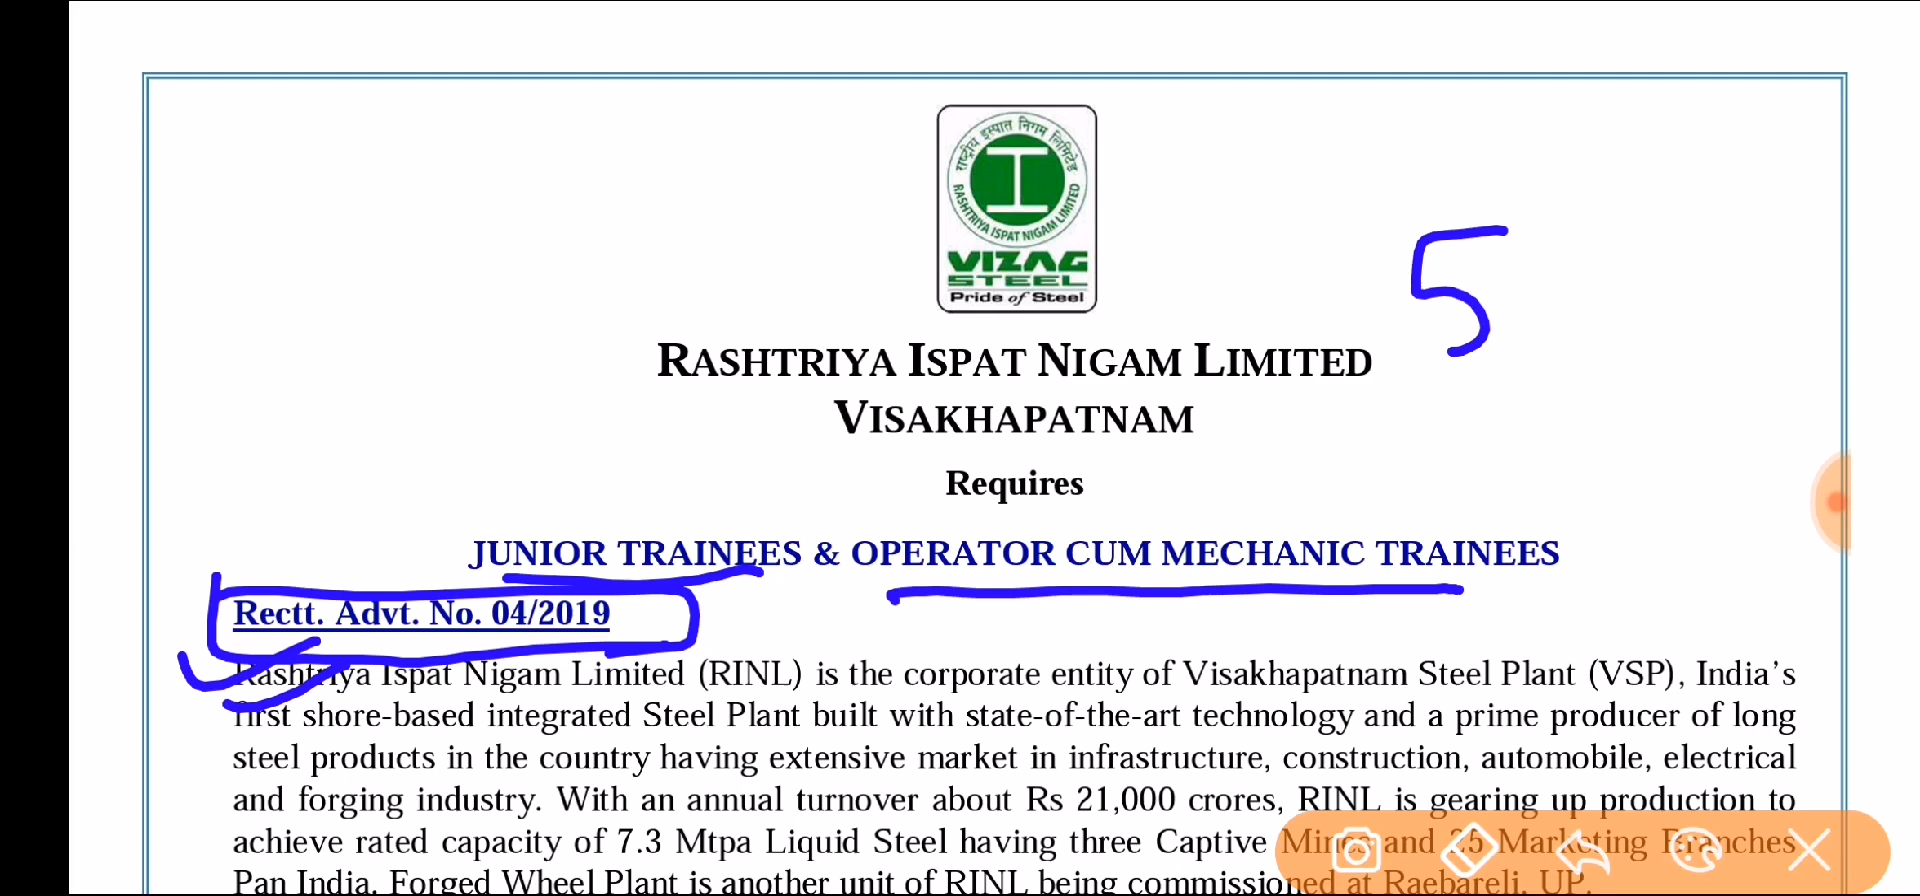 राष्ट्रीय इस्पात निगम लिमिटेड
RASHTRIYA ISPAT NIGAM LIMITED
VIZAG
STEEL
Pride of Steel
5
RASHTRIYA ISPAT NIGAM LIMITED
VISAKHAPATNAM
Requires
JUNIOR TRAINEES & OPERATOR CUM MECHANIC TRAINEES
Rectt. Advt. No. 04/2019
Rashtriya Ispat Nigam Limited (RINL) is the corporate entity of Visakhapatnam Steel Plant (VSP), India's
first shore-based integrated Steel Plant built with state-of-the-art technology and a prime producer of long
steel products in the country having extensive market in infrastructure, construction, automobile, electrical
and forging industry. With an annual turnover about Rs 21,000 crores, RINL is gearing up production to
achieve rated capacity of 7.3 Mtpa Liquid Steel having three Captive Mines and 25 Marketing Branches
Pan India. Forged Wheel Plant is another unit of RINL being commissioned at Raebareli, UP.